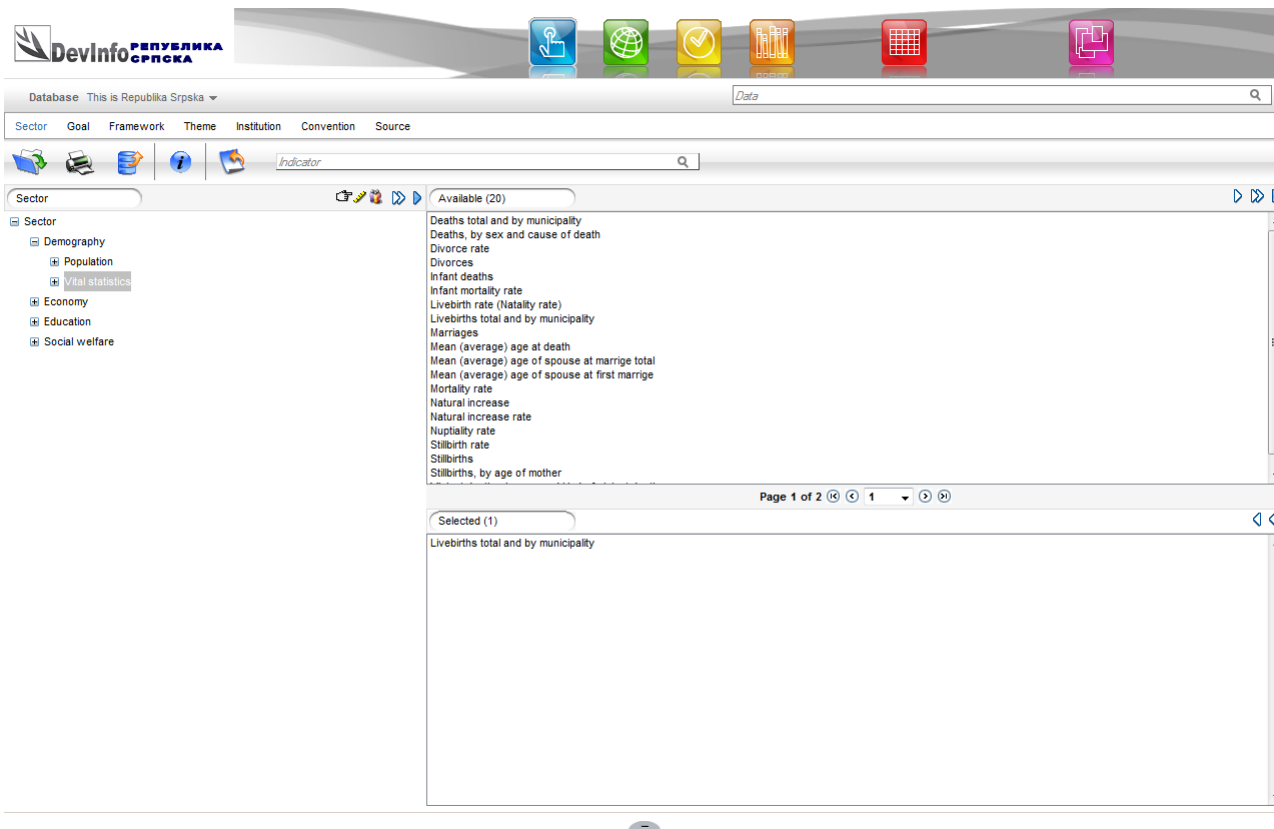 DevInfo РЕПУБЛИКА
СРПСКА
Database This is Republika Srpska
Data
Sector Goal Framework Theme Institution Convention Source
Indicator
Sector
Available (20)
Sector
Demography
Population
Vital statistics
Economy
Education
Social welfare
Deaths total and by municipality
Deaths, by sex and cause of death
Divorce rate
Divorces
Infant deaths
Infant mortality rate
Livebirth rate (Natality rate)
Livebirths total and by municipality
Marriages
Mean (average) age at death
Mean (average) age of spouse at marrige total
Mean (average) age of spouse at first marrige
Mortality rate
Natural increase
Natural increase rate
Nuptiality rate
Stillbirth rate
Stillbirths
Stillbirths, by age of mother
Page 1 of 2 1
Selected (1)
Livebirths total and by municipality